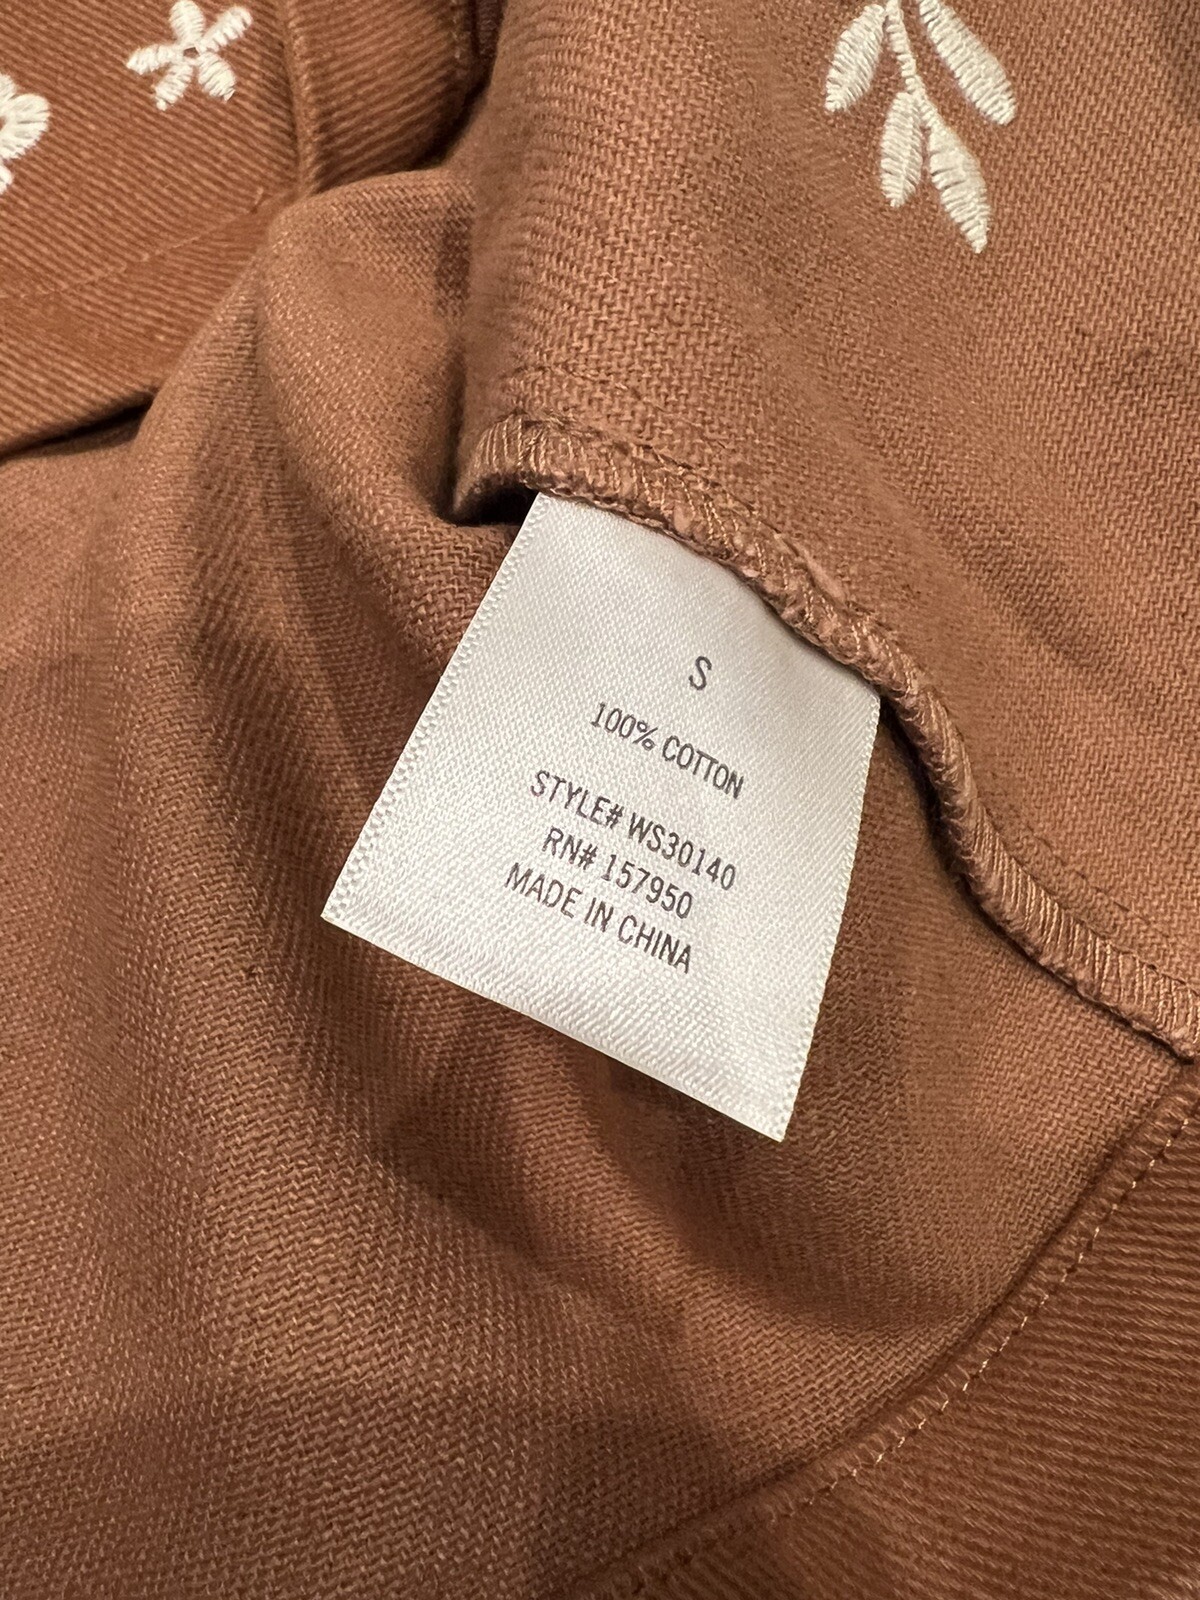 S
100% COTTON
STYLE# WS30140
RN# 157950
MADE IN CHINA